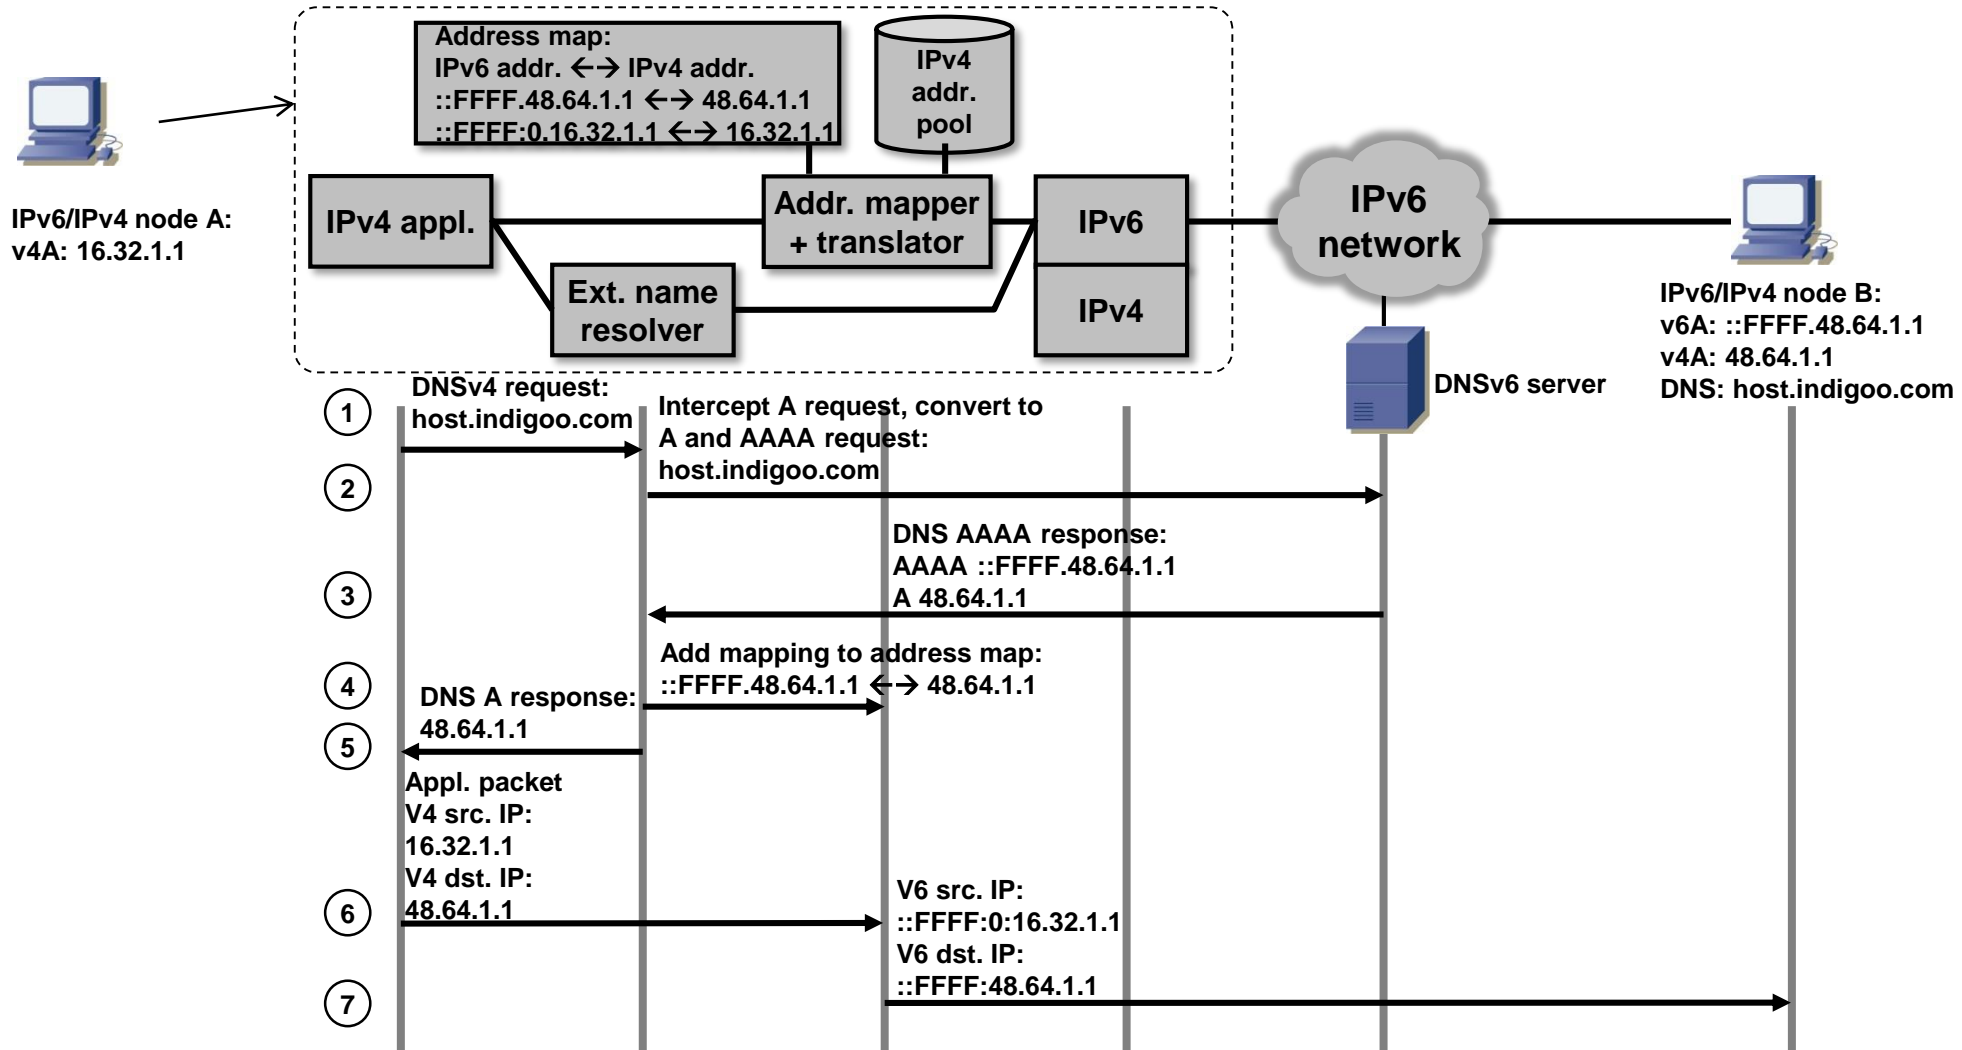 Address map:
IPv6 addr. ←→ IPv4 addr.
::FFFF.48.64.1.1 ←→ 48.64.1.1
::FFFF:0.16.32.1.1 ←→ 16.32.1.1
IPv4
addr.
pool
IPv6/IPv4 node A:
v4A: 16.32.1.1
IPv4 appl.
Addr. mapper
+ translator
IPv6
IPv4
Ext. name
resolver
IPv6
network
IPv6/IPv4 node B:
v6A: ::FFFF.48.64.1.1
v4A: 48.64.1.1
DNS: host.indigoo.com
DNSv6 server
1
DNSv4 request:
host.indigoo.com
Intercept A request, convert to
A and AAAA request:
host.indigoo.com
2
DNS AAAA response:
AAAA ::FFFF.48.64.1.1
A 48.64.1.1
3
Add mapping to address map:
::FFFF.48.64.1.1 ←→ 48.64.1.1
4
DNS A response:
48.64.1.1
5
Appl. packet
V4 src. IP:
16.32.1.1
V4 dst. IP:
48.64.1.1
6
V6 src. IP:
::FFFF:0:16.32.1.1
V6 dst. IP:
::FFFF:48.64.1.1
7